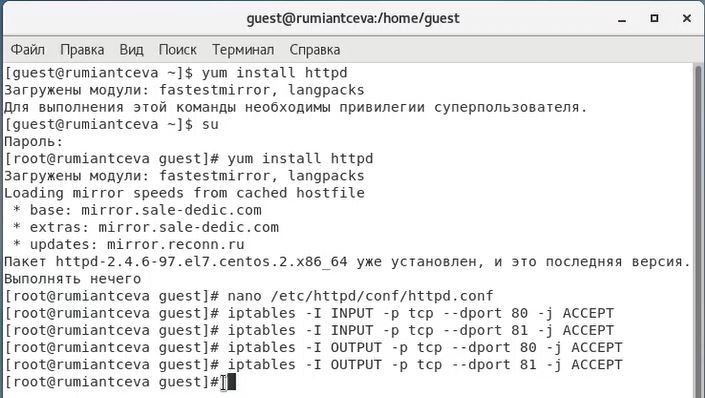 guest@rumiantceva:/home/guest
Файл Правка Вид Поиск Терминал Справка
[guest@rumiantceva ~]$ yum install httpd
Загружены модули: fastestmirror, langpacks
Для выполнения этой команды необходимы привилегии суперпользователя.
[guest@rumiantceva ~]$ su
Пароль:
[root@rumiantceva guest]# yum install httpd
Загружены модули: fastestmirror, langpacks
Loading mirror speeds from cached hostfile
 * base: mirror.sale-dedic.com
 * extras: mirror.sale-dedic.com
 * updates: mirror.reconn.ru
Пакет httpd-2.4.6-97.el7.centos.2.x86_64 уже установлен, и это последняя версия.
Выполнять нечего
[root@rumiantceva guest]# nano /etc/httpd/conf/httpd.conf
[root@rumiantceva guest]# iptables -I INPUT -p tcp --dport 80 -j ACCEPT
[root@rumiantceva guest]# iptables -I INPUT -p tcp --dport 81 -j ACCEPT
[root@rumiantceva guest]# iptables -I OUTPUT -p tcp --dport 80 -j ACCEPT
[root@rumiantceva guest]# iptables -I OUTPUT -p tcp --dport 81 -j ACCEPT
[root@rumiantceva guest]#